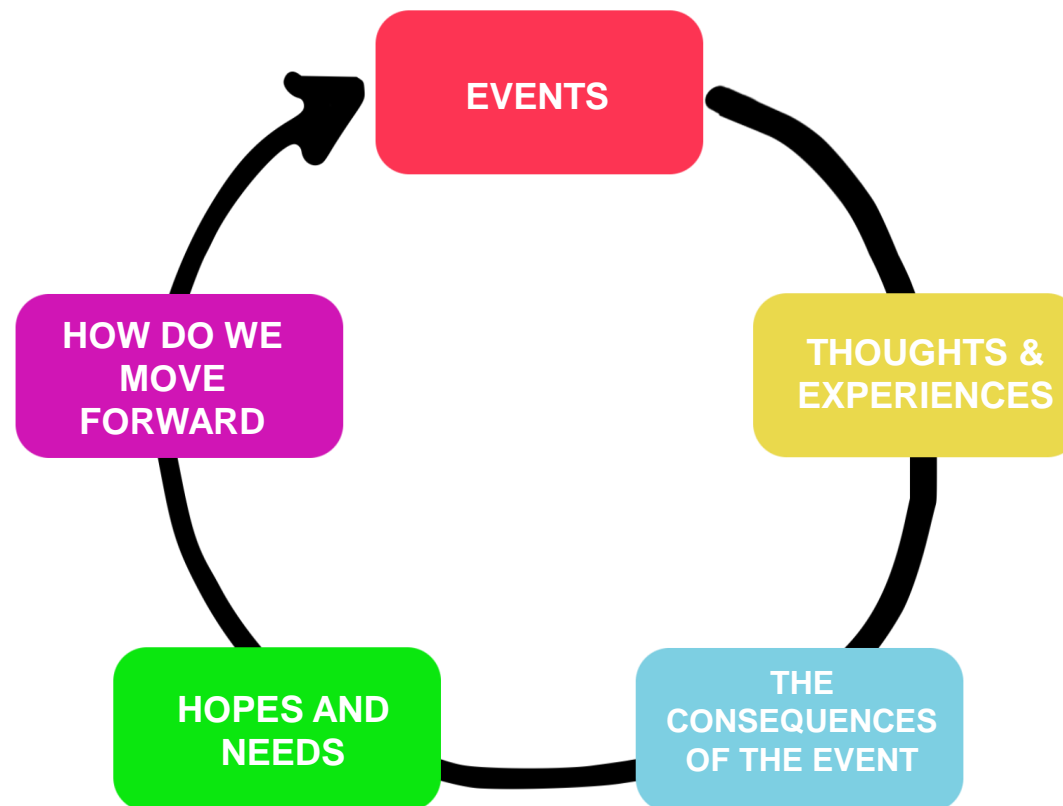 EVENTS
THOUGHTS &
EXPERIENCES
THE
CONSEQUENCES
OF THE EVENT
HOPES AND
NEEDS
HOW DO WE
MOVE
FORWARD